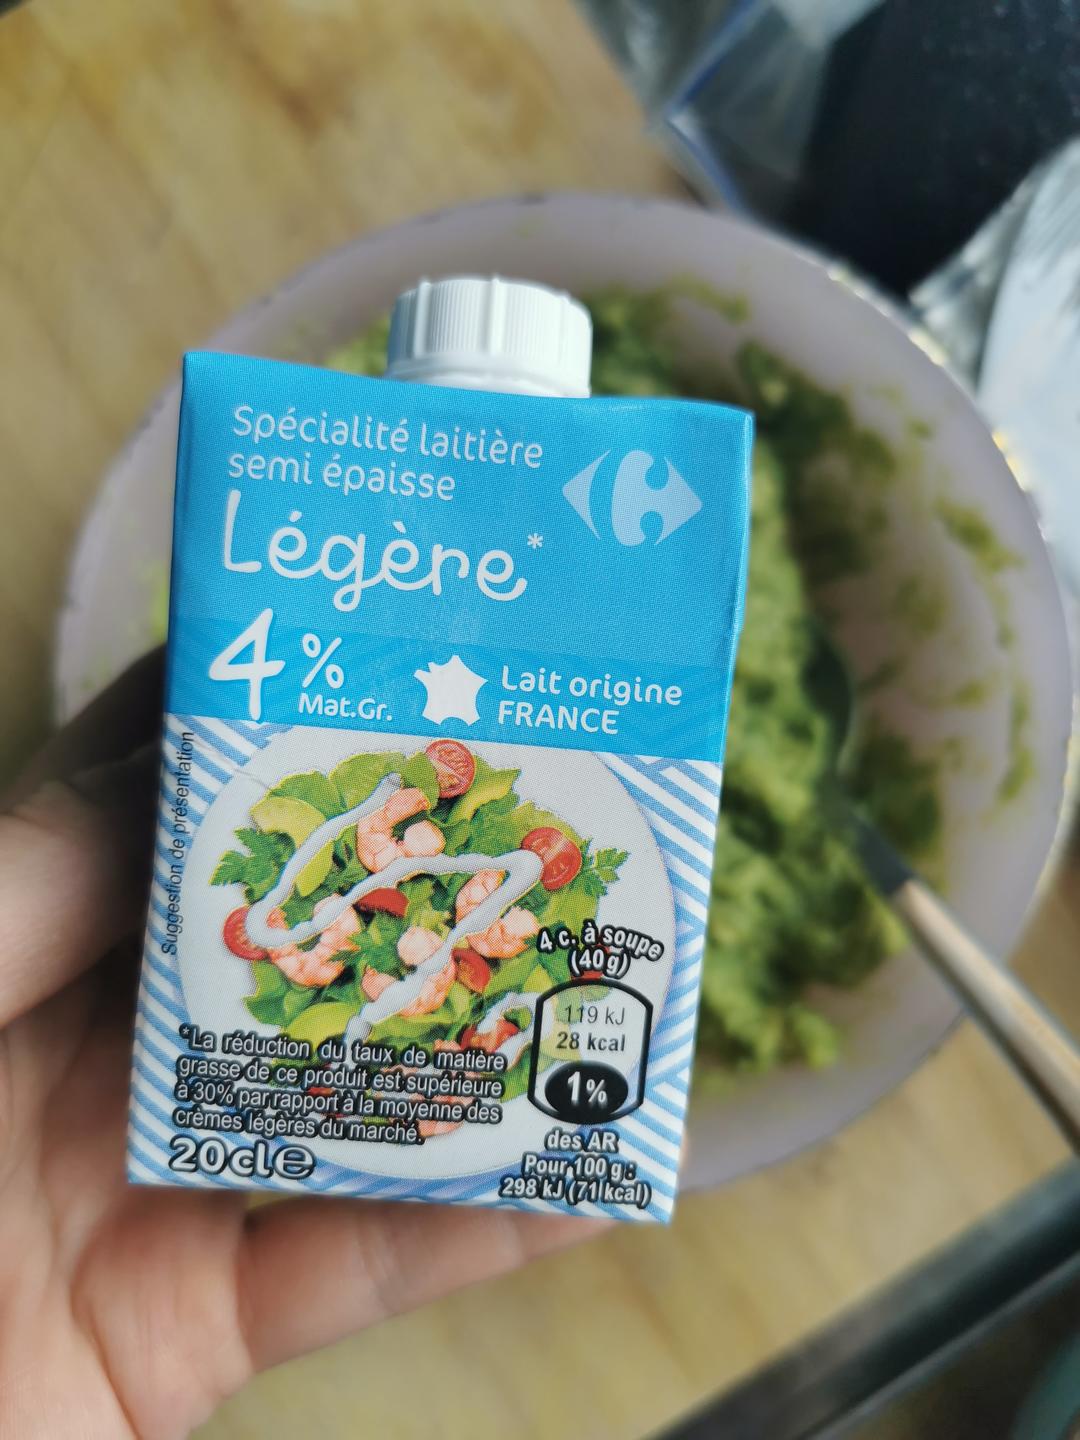 Spécialité laitière
semi épaisse
Légère*
4%
Mat.Gr.
Lait origine
FRANCE
Suggestion de présentation
4 c. à soupe
(40g)
119 kJ
28 kcal
1%
des AR
Pour 100 g :
298 kJ (71 kcal)
*La réduction du taux de matière
grasse de ce produit est supérieure
à 30% par rapport à la moyenne des
crèmes légères du marché.
20cl e